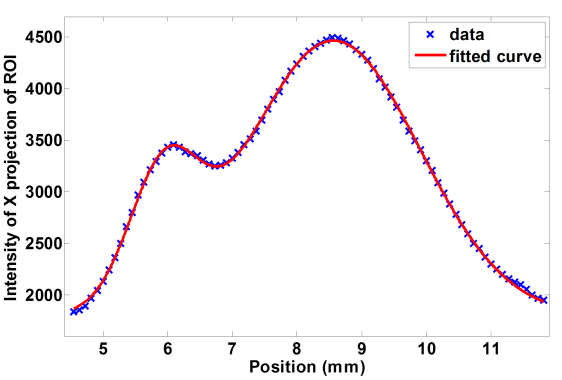 4500
4000
3500
3000
2500
2000
Intensity of X projection of ROI
data
fitted curve
5 6 7 8 9 10 11
Position (mm)